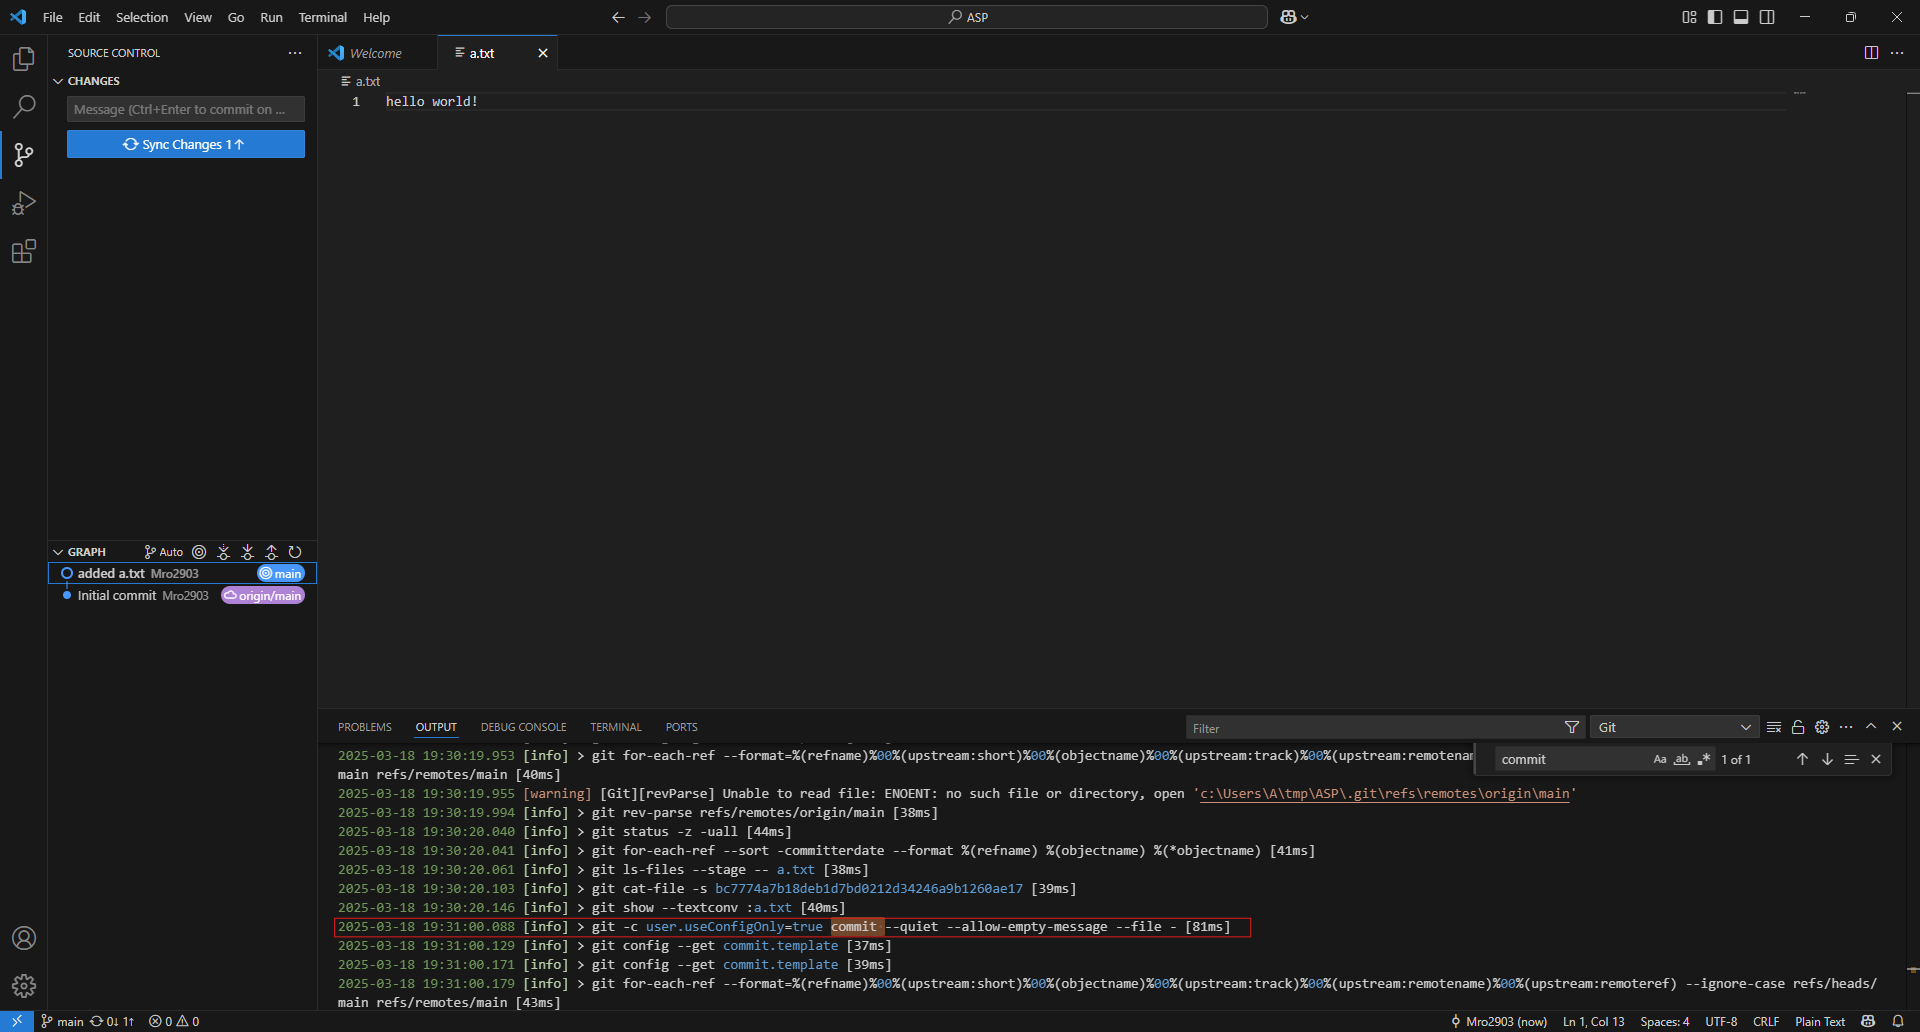 File Edit Selection View Go Run Terminal Help
ASP
SOURCE CONTROL
CHANGES
Message (Ctrl+Enter to commit on ...
Sync Changes 1↑
GRAPH Auto
added a.txt Mro2903 main
Initial commit Mro2903 origin/main
Welcome a.txt
a.txt
1 hello world!
PROBLEMS OUTPUT DEBUG CONSOLE TERMINAL PORTS
Filter Git
commit Aa ab .* 1 of 1
2025-03-18 19:30:19.953 [info] > git for-each-ref --format=%(refname)%00%(upstream:short)%00%(objectname)%00%(upstream:track)%00%(upstream:remotenam
main refs/remotes/main [40ms]
2025-03-18 19:30:19.955 [warning] [Git][revParse] Unable to read file: ENOENT: no such file or directory, open 'c:\Users\A\tmp\ASP\.git\refs\remotes\origin\main'
2025-03-18 19:30:19.994 [info] > git rev-parse refs/remotes/origin/main [38ms]
2025-03-18 19:30:20.040 [info] > git status -z -uall [44ms]
2025-03-18 19:30:20.041 [info] > git for-each-ref --sort -committerdate --format %(refname) %(objectname) %(*objectname) [41ms]
2025-03-18 19:30:20.061 [info] > git ls-files --stage -- a.txt [38ms]
2025-03-18 19:30:20.103 [info] > git cat-file -s bc7774a7b18deb1d7bd0212d34246a9b1260ae17 [39ms]
2025-03-18 19:30:20.146 [info] > git show --textconv :a.txt [40ms]
2025-03-18 19:31:00.088 [info] > git -c user.useConfigOnly=true commit --quiet --allow-empty-message --file - [81ms]
2025-03-18 19:31:00.129 [info] > git config --get commit.template [37ms]
2025-03-18 19:31:00.171 [info] > git config --get commit.template [39ms]
2025-03-18 19:31:00.179 [info] > git for-each-ref --format=%(refname)%00%(upstream:short)%00%(objectname)%00%(upstream:track)%00%(upstream:remotename)%00%(upstream:remoteref) --ignore-case refs/heads/
main refs/remotes/main [43ms]
main 0↓ 1↑ 0 0 Mro2903 (now) Ln 1, Col 13 Spaces: 4 UTF-8 CRLF Plain Text